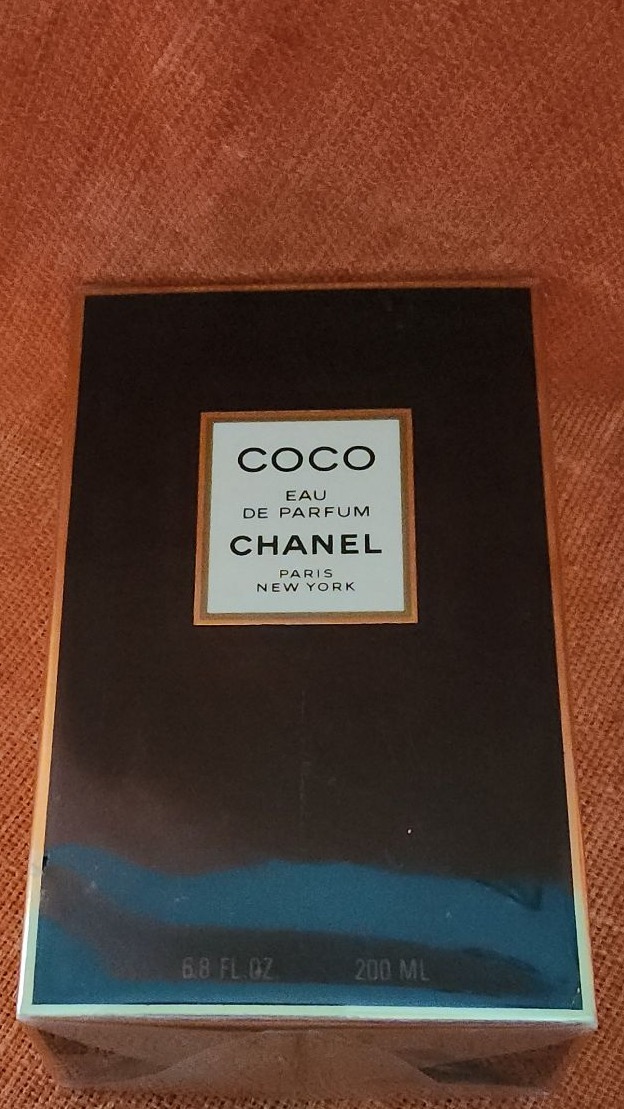 COCO
EAU
DE PARFUM
CHANEL
PARIS
NEW YORK
6.8 FL.OZ. 200 ML